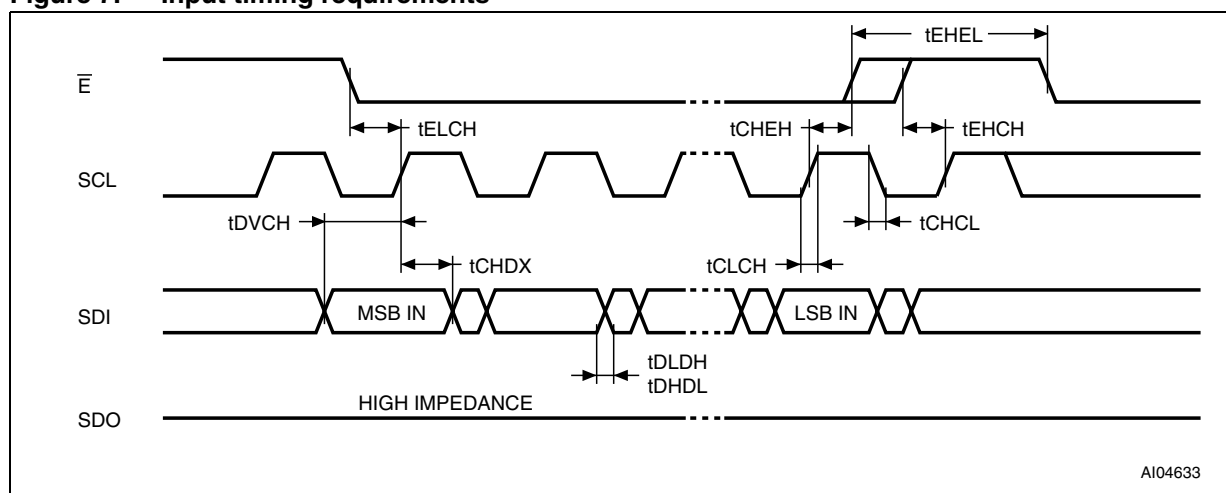 Figure 7. Input timing requirements
tEHEL
E
tELCH
tCHEH
tEHCH
SCL
tDVCH
tCHCL
tCHDX
tCLCH
SDI
MSB IN
LSB IN
tDLDH
tDHDL
HIGH IMPEDANCE
SDO
AI04633